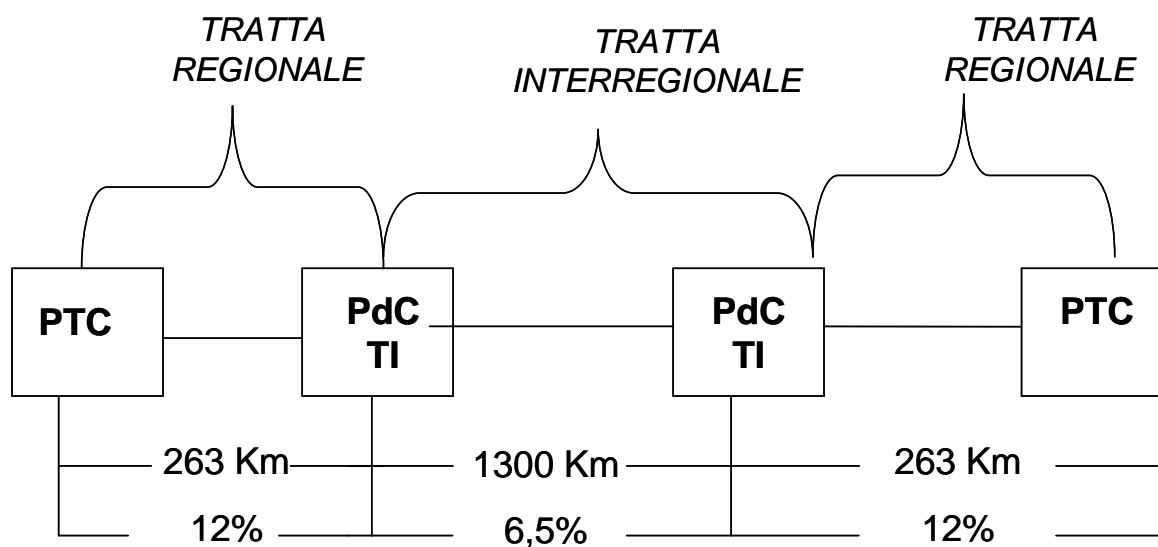 TRATTA
REGIONALE
TRATTA
INTERREGIONALE
TRATTA
REGIONALE
PTC
PdC
TI
PdC
TI
PTC
263 Km
1300 Km
263 Km
12%
6,5%
12%